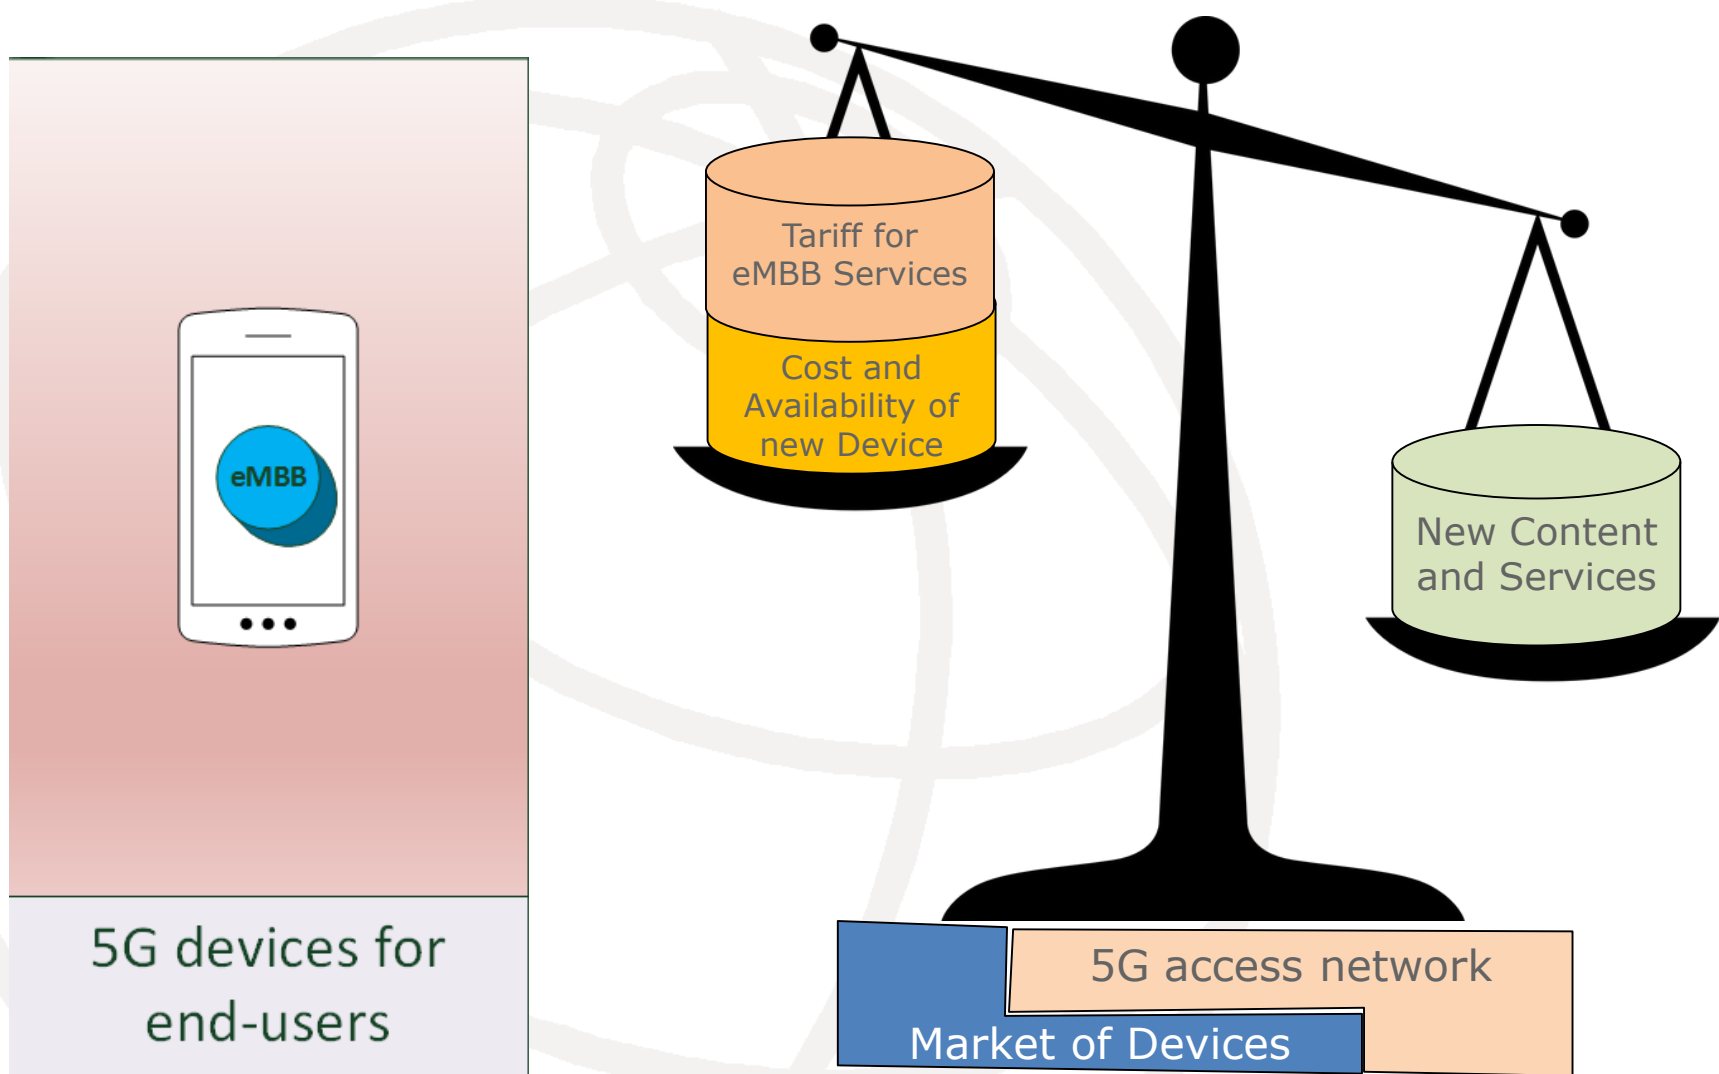 eMBB
5G devices for
end-users
Tariff for
eMBB Services
Cost and
Availability of
new Device
New Content
and Services
5G access network
Market of Devices